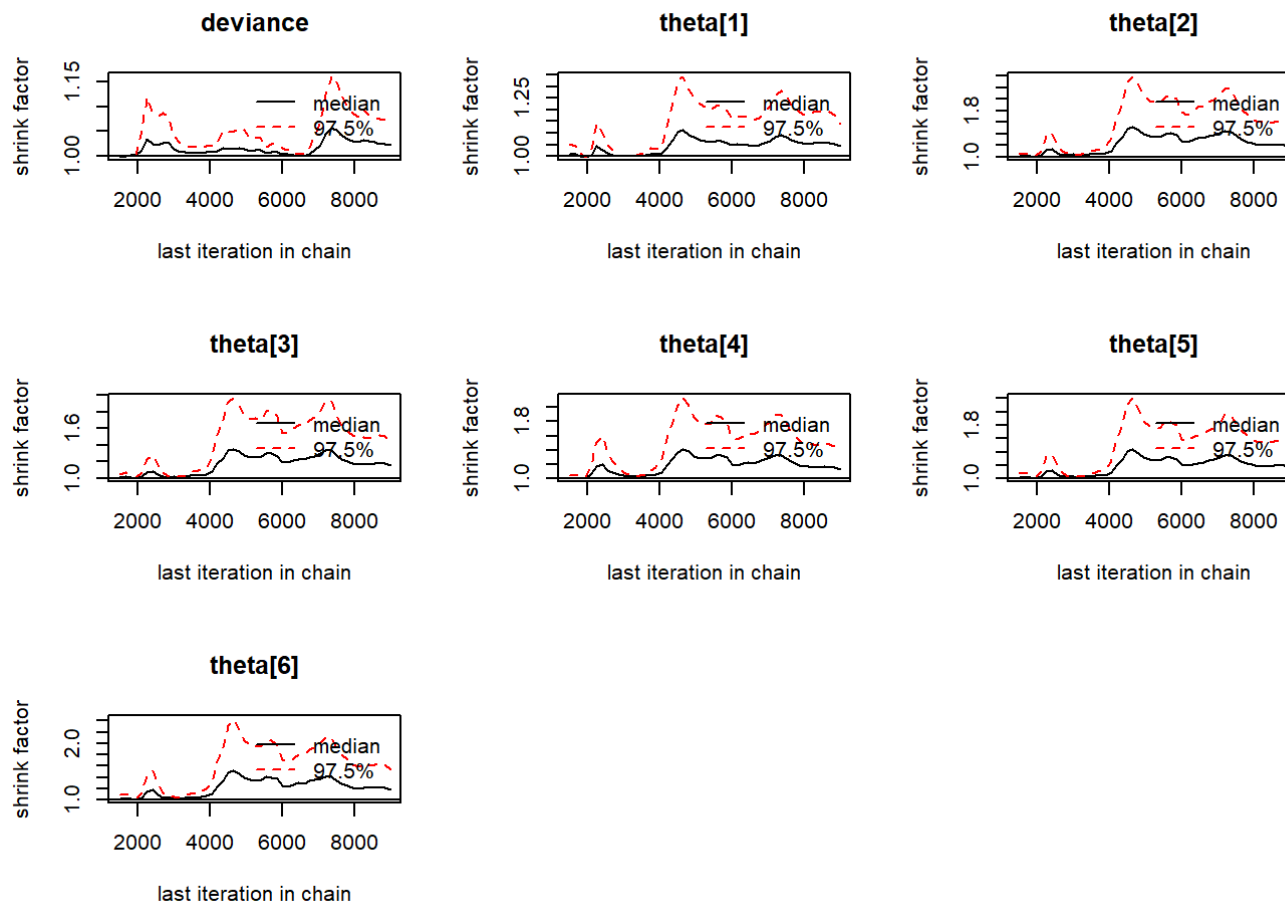 deviance
shrink factor
1.00
1.15
median
97.5%
2000 4000 6000 8000
last iteration in chain
theta[1]
shrink factor
1.00
1.25
median
97.5%
2000 4000 6000 8000
last iteration in chain
theta[2]
shrink factor
1.0
1.8
median
97.5%
2000 4000 6000 8000
last iteration in chain
theta[3]
shrink factor
1.0
1.6
median
97.5%
2000 4000 6000 8000
last iteration in chain
theta[4]
shrink factor
1.0
1.8
median
97.5%
2000 4000 6000 8000
last iteration in chain
theta[5]
shrink factor
1.0
1.8
median
97.5%
2000 4000 6000 8000
last iteration in chain
theta[6]
shrink factor
1.0
2.0
median
97.5%
2000 4000 6000 8000
last iteration in chain